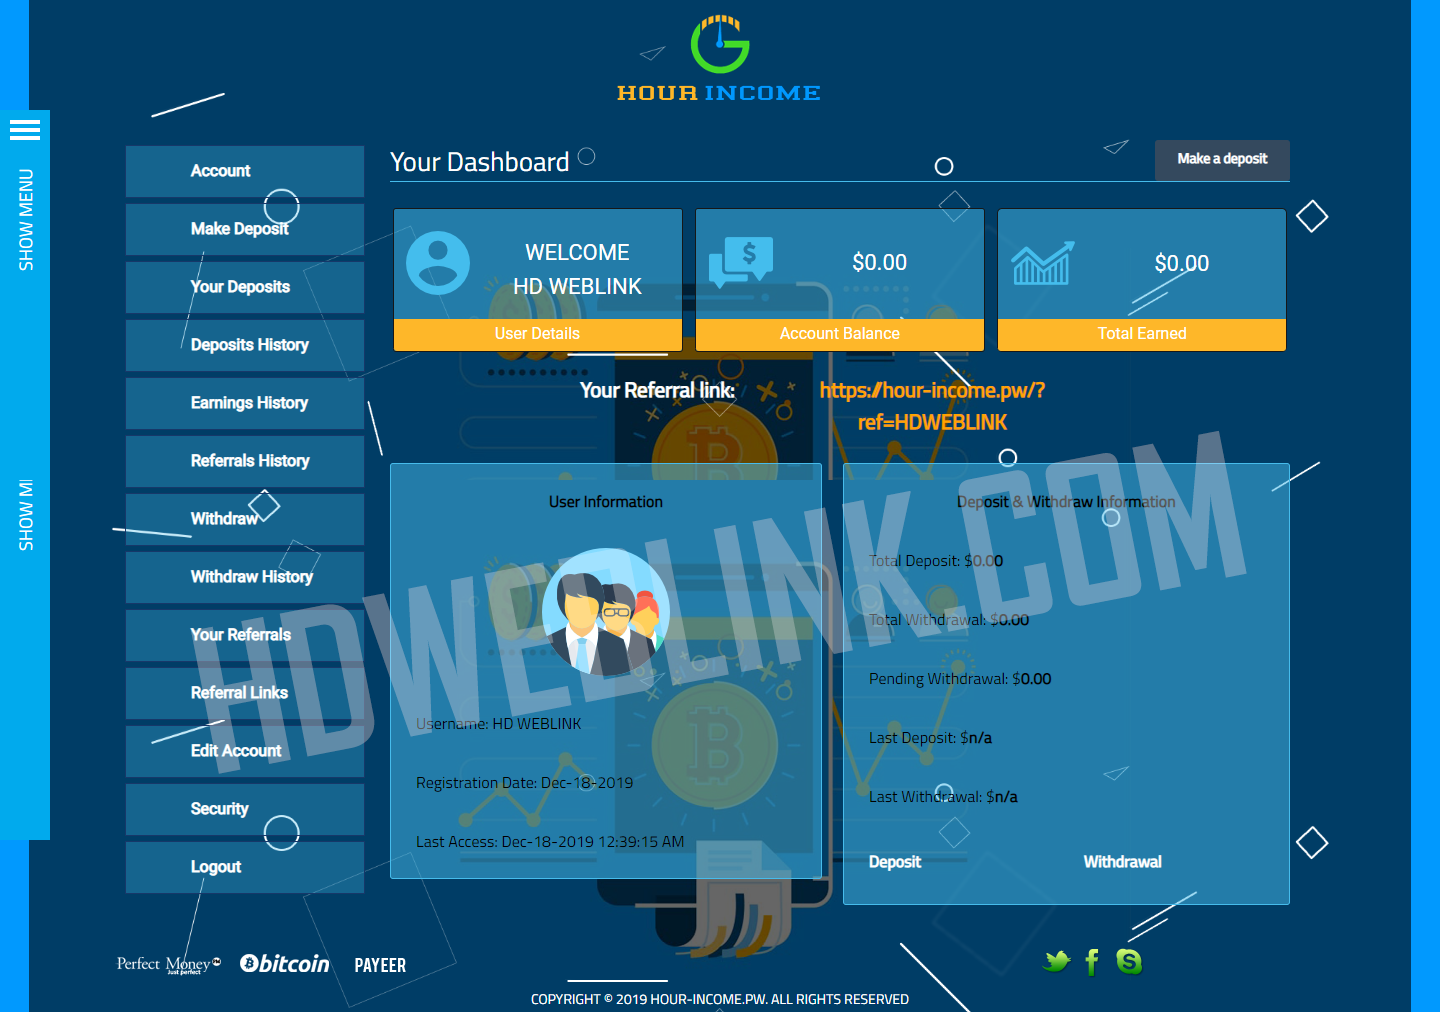 HOUR INCOME
SHOW MENU
SHOW M
Account
Make Deposit
Your Deposits
Deposits History
Earnings History
Referrals History
Withdraw
Withdraw History
Your Referrals
Referral Links
Edit Account
Security
Logout
Your Dashboard
Make a deposit
WELCOME
HD WEBLINK
User Details
$0.00
Account Balance
$0.00
Total Earned
Your Referral link:
https://hour-income.pw/?
ref=HDWEBLINK
User Information
Username: HD WEBLINK
Registration Date: Dec-18-2019
Last Access: Dec-18-2019 12:39:15 AM
Deposit & Withdraw Information
Total Deposit: $0.00
Total Withdrawal: $0.00
Pending Withdrawal: $0.00
Last Deposit: $n/a
Last Withdrawal: $n/a
Deposit Withdrawal
HDWEBLINK.COM
Perfect Money PM
Just perfect
bitcoin
PAYEER
COPYRIGHT © 2019 HOUR-INCOME.PW. ALL RIGHTS RESERVED